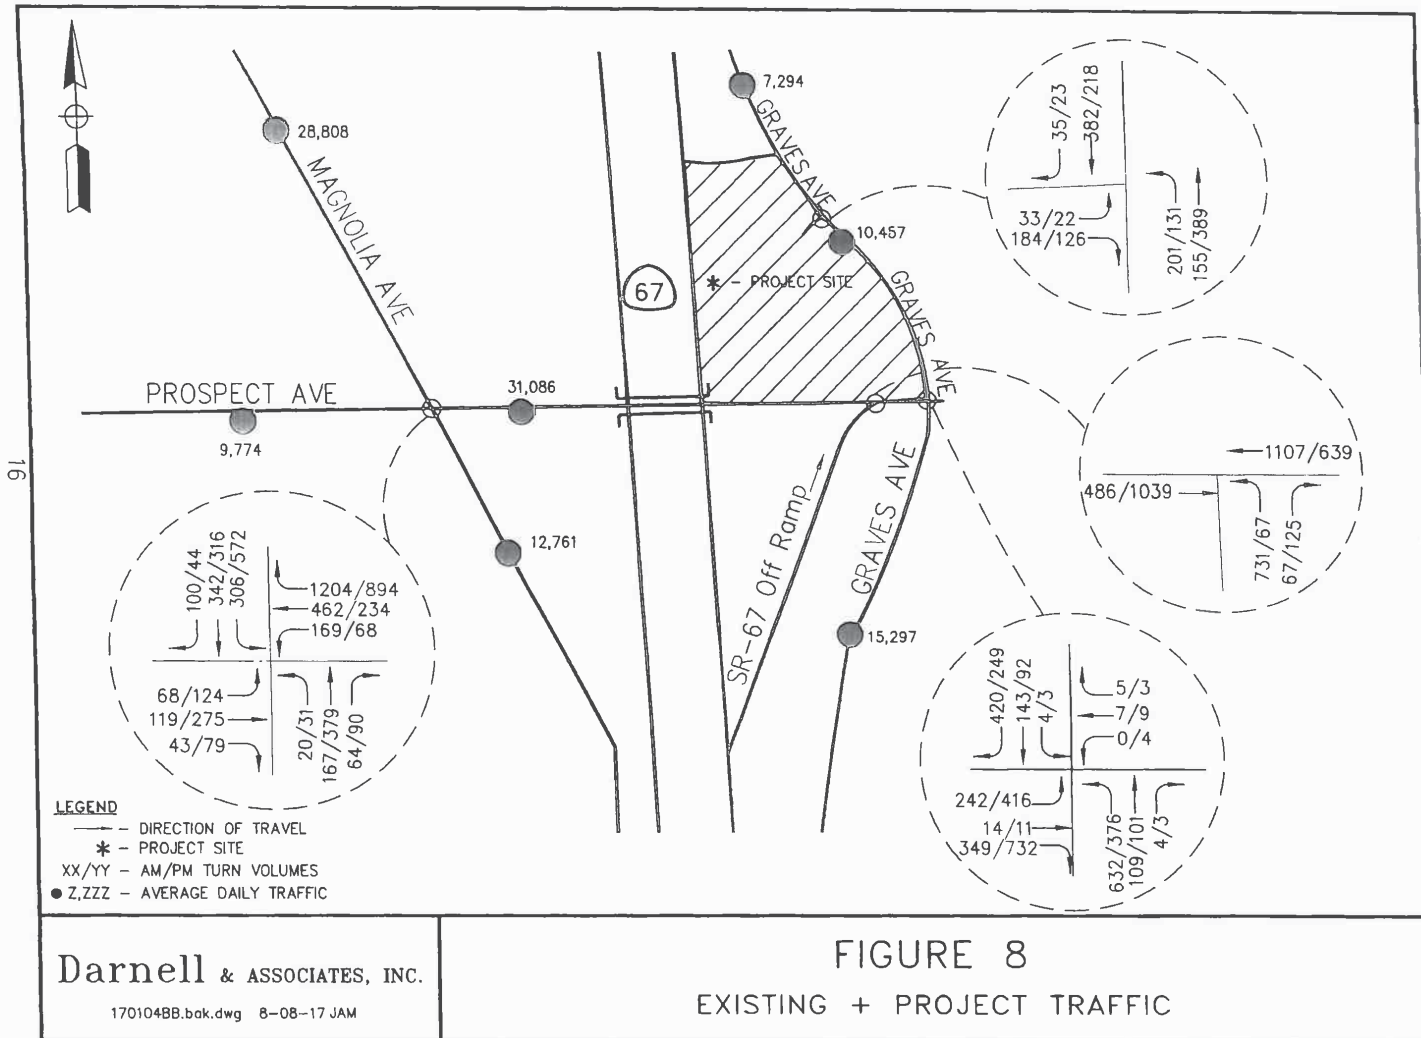 7,294
28,808
GRAVES AVE
MAGNOLIA AVE
10,457
67
* - PROJECT SITE
GRAVES AVE
PROSPECT AVE
31,086
9,774
12,761
SR-67 Off Ramp
GRAVES AVE
15,297
35/23
382/218
33/22
184/126
201/131
155/389
1107/639
486/1039
731/67
67/125
100/44
342/316
306/572
1204/894
462/234
169/68
68/124
119/275
43/79
20/31
167/379
64/90
420/249
143/92
4/3
5/3
7/9
0/4
242/416
14/11
349/732
632/376
109/101
4/3
16
LEGEND
- DIRECTION OF TRAVEL
* - PROJECT SITE
XX/YY - AM/PM TURN VOLUMES
Z,ZZZ - AVERAGE DAILY TRAFFIC
Darnell & ASSOCIATES, INC.
170104BB.bak.dwg 8-08-17 JAM
FIGURE 8
EXISTING + PROJECT TRAFFIC